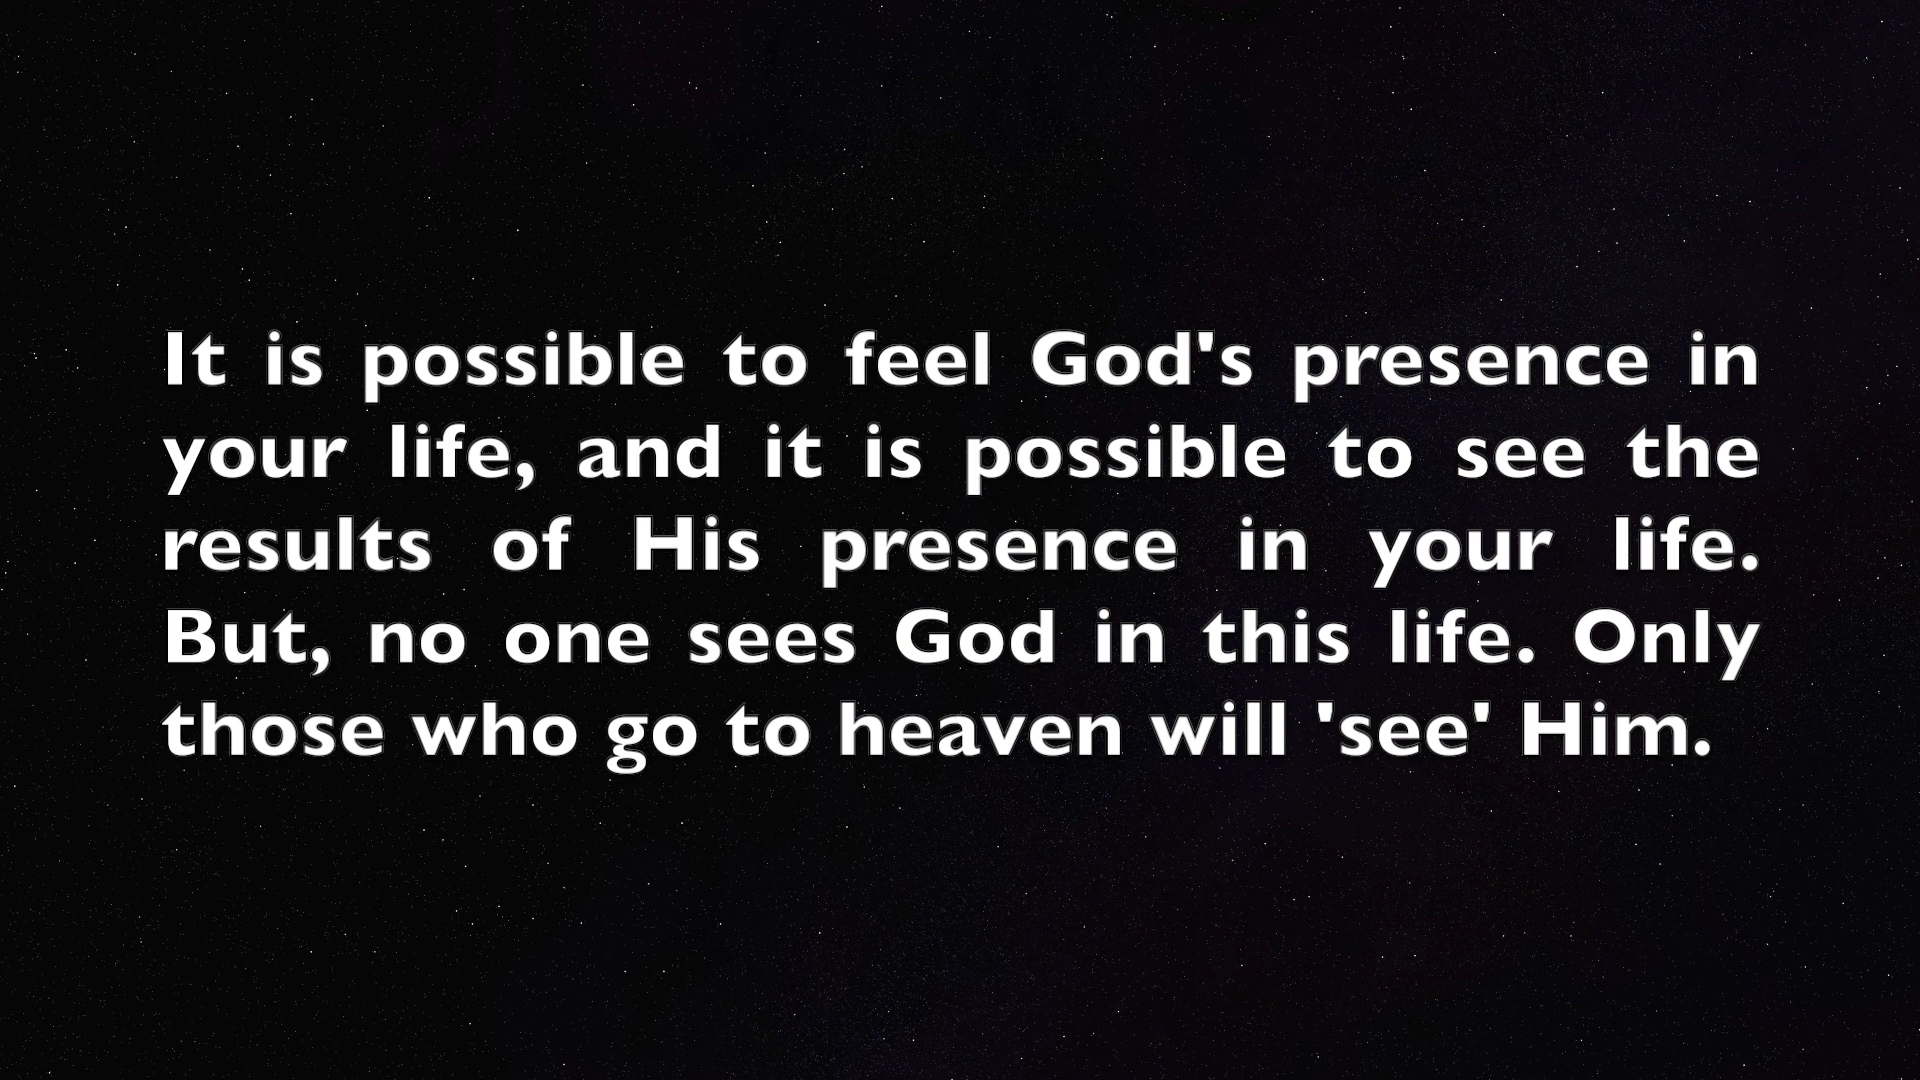 It is possible to feel God's presence in
your life, and it is possible to see the
results of His presence in your life.
But, no one sees God in this life. Only
those who go to heaven will 'see' Him.